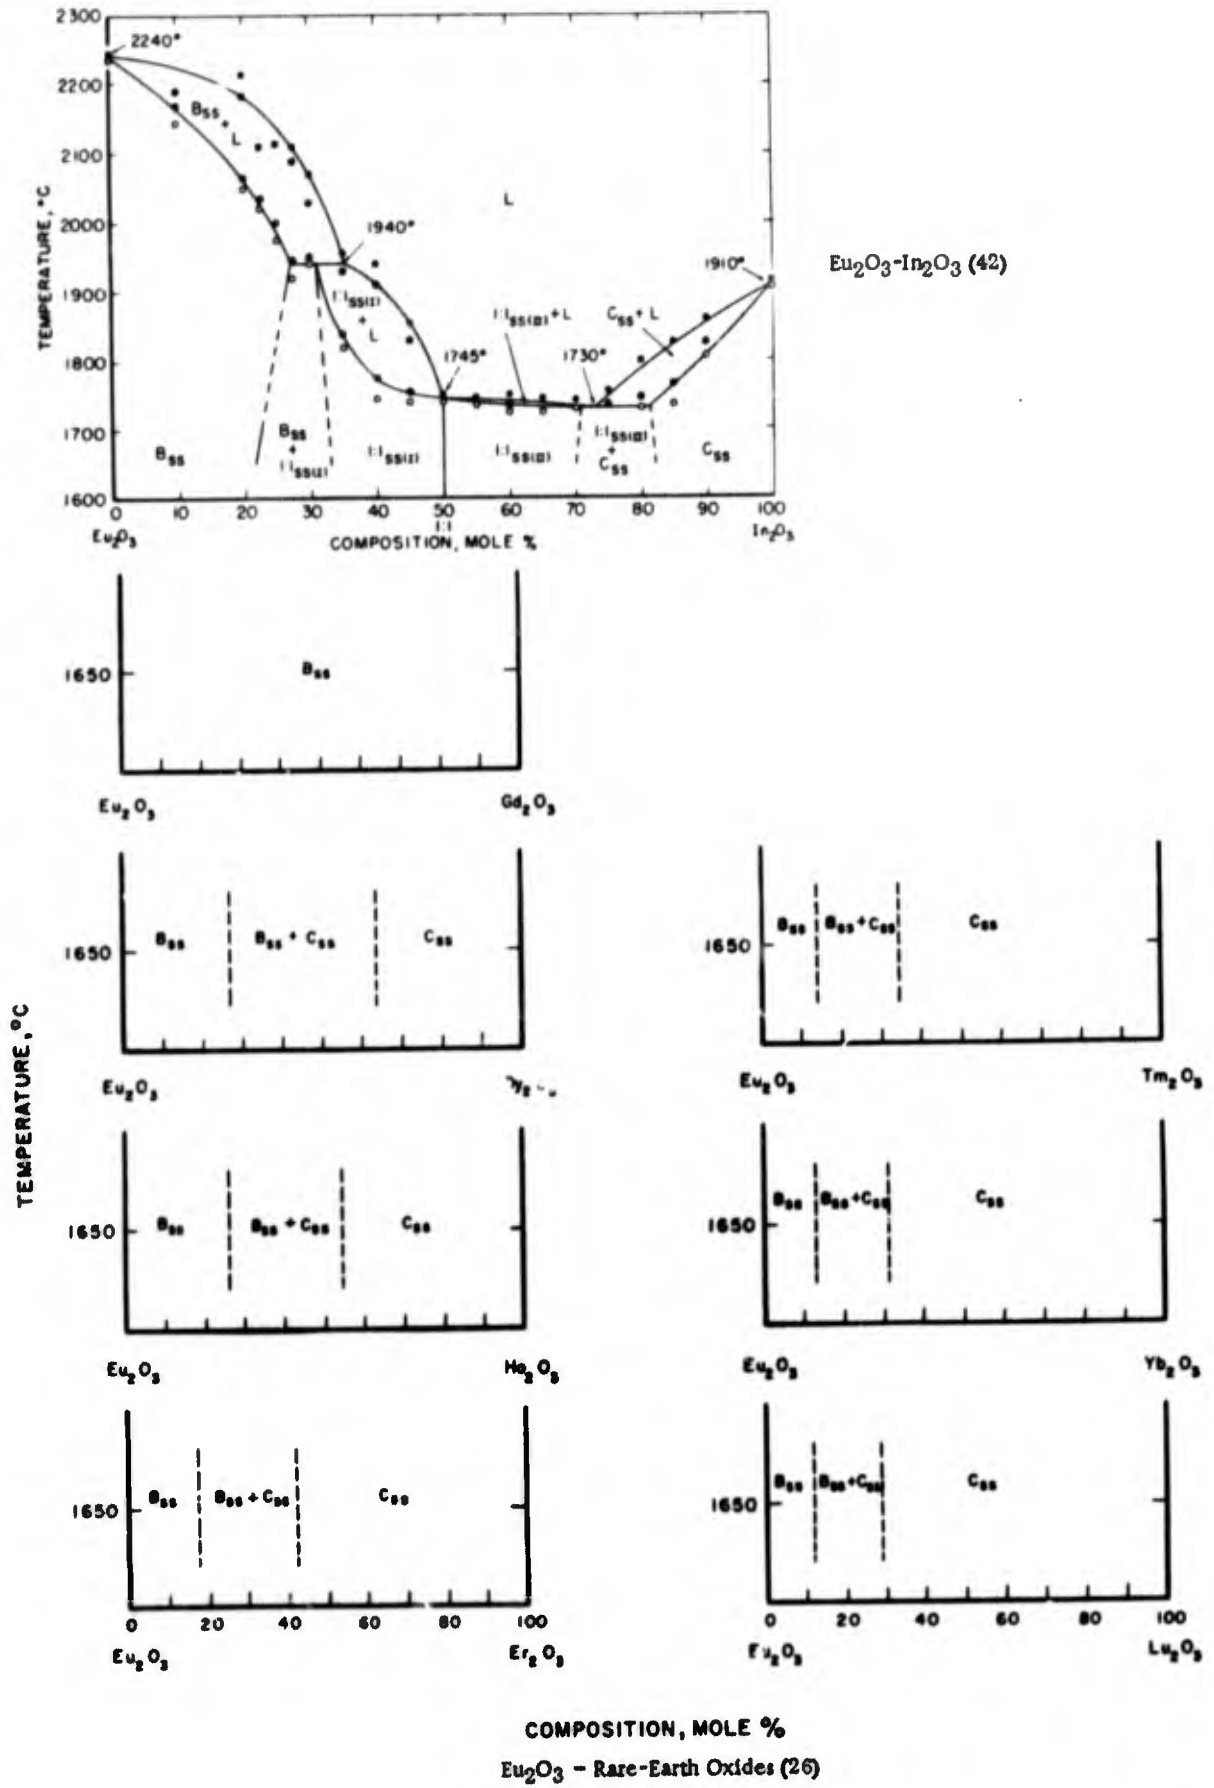 2300
2200
2100
2000
1900
1800
1700
1600
TEMPERATURE, °C
2240°
Bss + L
L
1940°
1910°
1:1ss(I) + L
1:1ss(II) + L
Css + L
1745°
1730°
Bss
Bss + 1:1ss(I)
1:1ss(I)
1:1ss(II)
1:1ss(II) + Css
Css
0 10 20 30 40 50 60 70 80 90 100
Eu₂O₃
1:1
In₂O₃
COMPOSITION, MOLE %
Eu₂O₃-In₂O₃ (42)
1650
Bss
Eu₂O₃
Gd₂O₃
TEMPERATURE, °C
1650
Bss
Bss + Css
Css
Eu₂O₃
1650
Bss
Bss + Css
Css
Eu₂O₃
Tm₂O₃
1650
Bss
Bss + Css
Css
Eu₂O₃
Ho₂O₃
1650
Bss
Bss + Css
Css
Eu₂O₃
Yb₂O₃
1650
Bss
Bss + Css
Css
0 20 40 60 80 100
Eu₂O₃
Er₂O₃
1650
Bss
Bss + Css
Css
0 20 40 60 80 100
Eu₂O₃
Lu₂O₃
COMPOSITION, MOLE %
Eu₂O₃ - Rare-Earth Oxides (26)